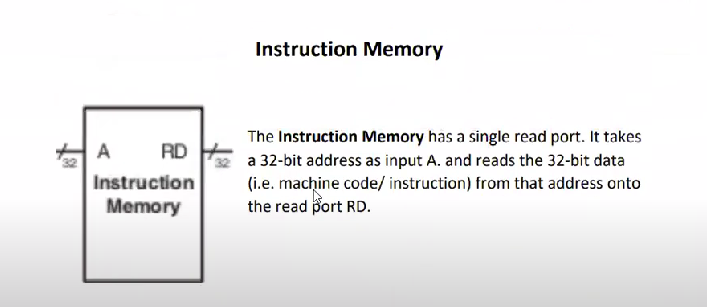 Instruction Memory
A RD
32 32
Instruction
Memory
The Instruction Memory has a single read port. It takes
a 32-bit address as input A. and reads the 32-bit data
(i.e. machine code/ instruction) from that address onto
the read port RD.